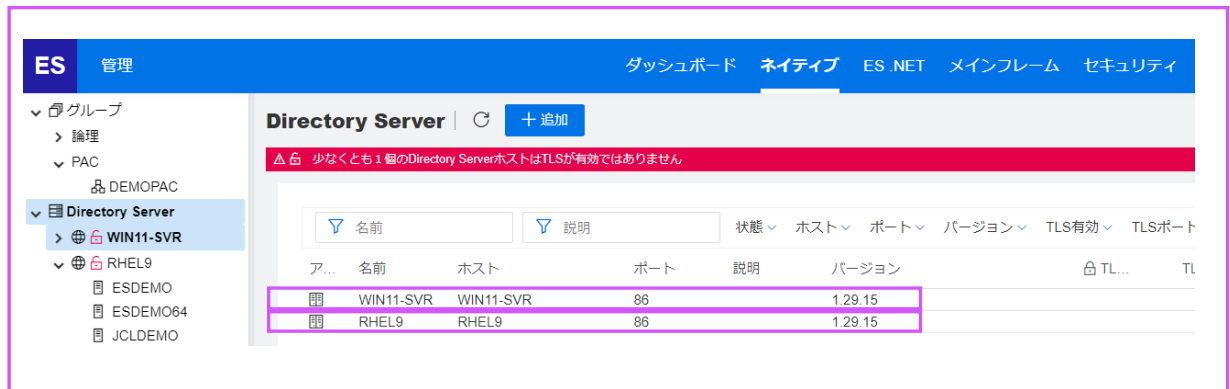 ES 管理 ダッシュボード ネイティブ ES .NET メインフレーム セキュリティ
グループ
論理
PAC
DEMOPAC
Directory Server
WIN11-SVR
RHEL9
ESDEMO
ESDEMO64
JCLDEMO
Directory Server 追加
少なくとも1個のDirectory ServerホストはTLSが有効ではありません
名前 説明 状態 ホスト ポート バージョン TLS有効 TLSポート
ア... 名前 ホスト ポート 説明 バージョン TL... TL
WIN11-SVR WIN11-SVR 86 1.29.15
RHEL9 RHEL9 86 1.29.15